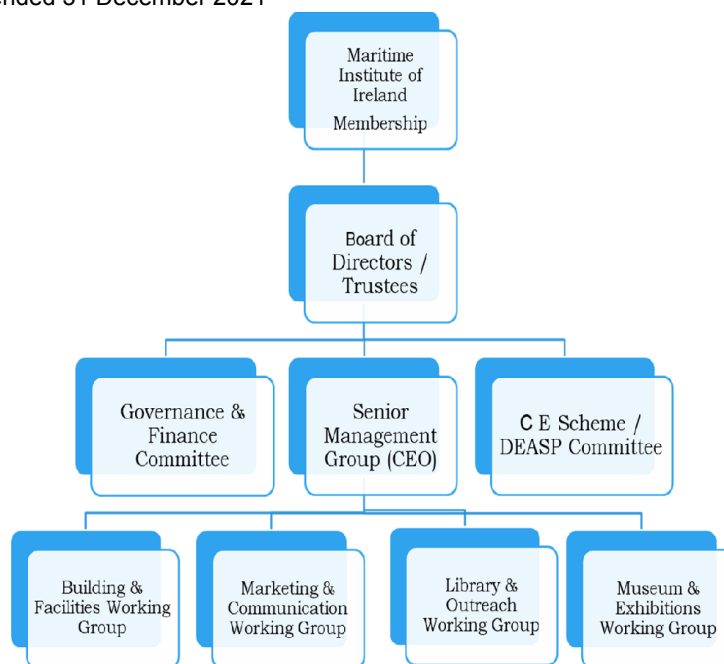 ended 31 December 2021
Maritime
Institute of
Ireland
Membership
Board of
Directors /
Trustees
Governance &
Finance
Committee
Senior
Management
Group (CEO)
C E Scheme /
DEASP Committee
Building &
Facilities Working
Group
Marketing &
Communication
Working Group
Library &
Outreach
Working Group
Museum &
Exhibitions
Working Group